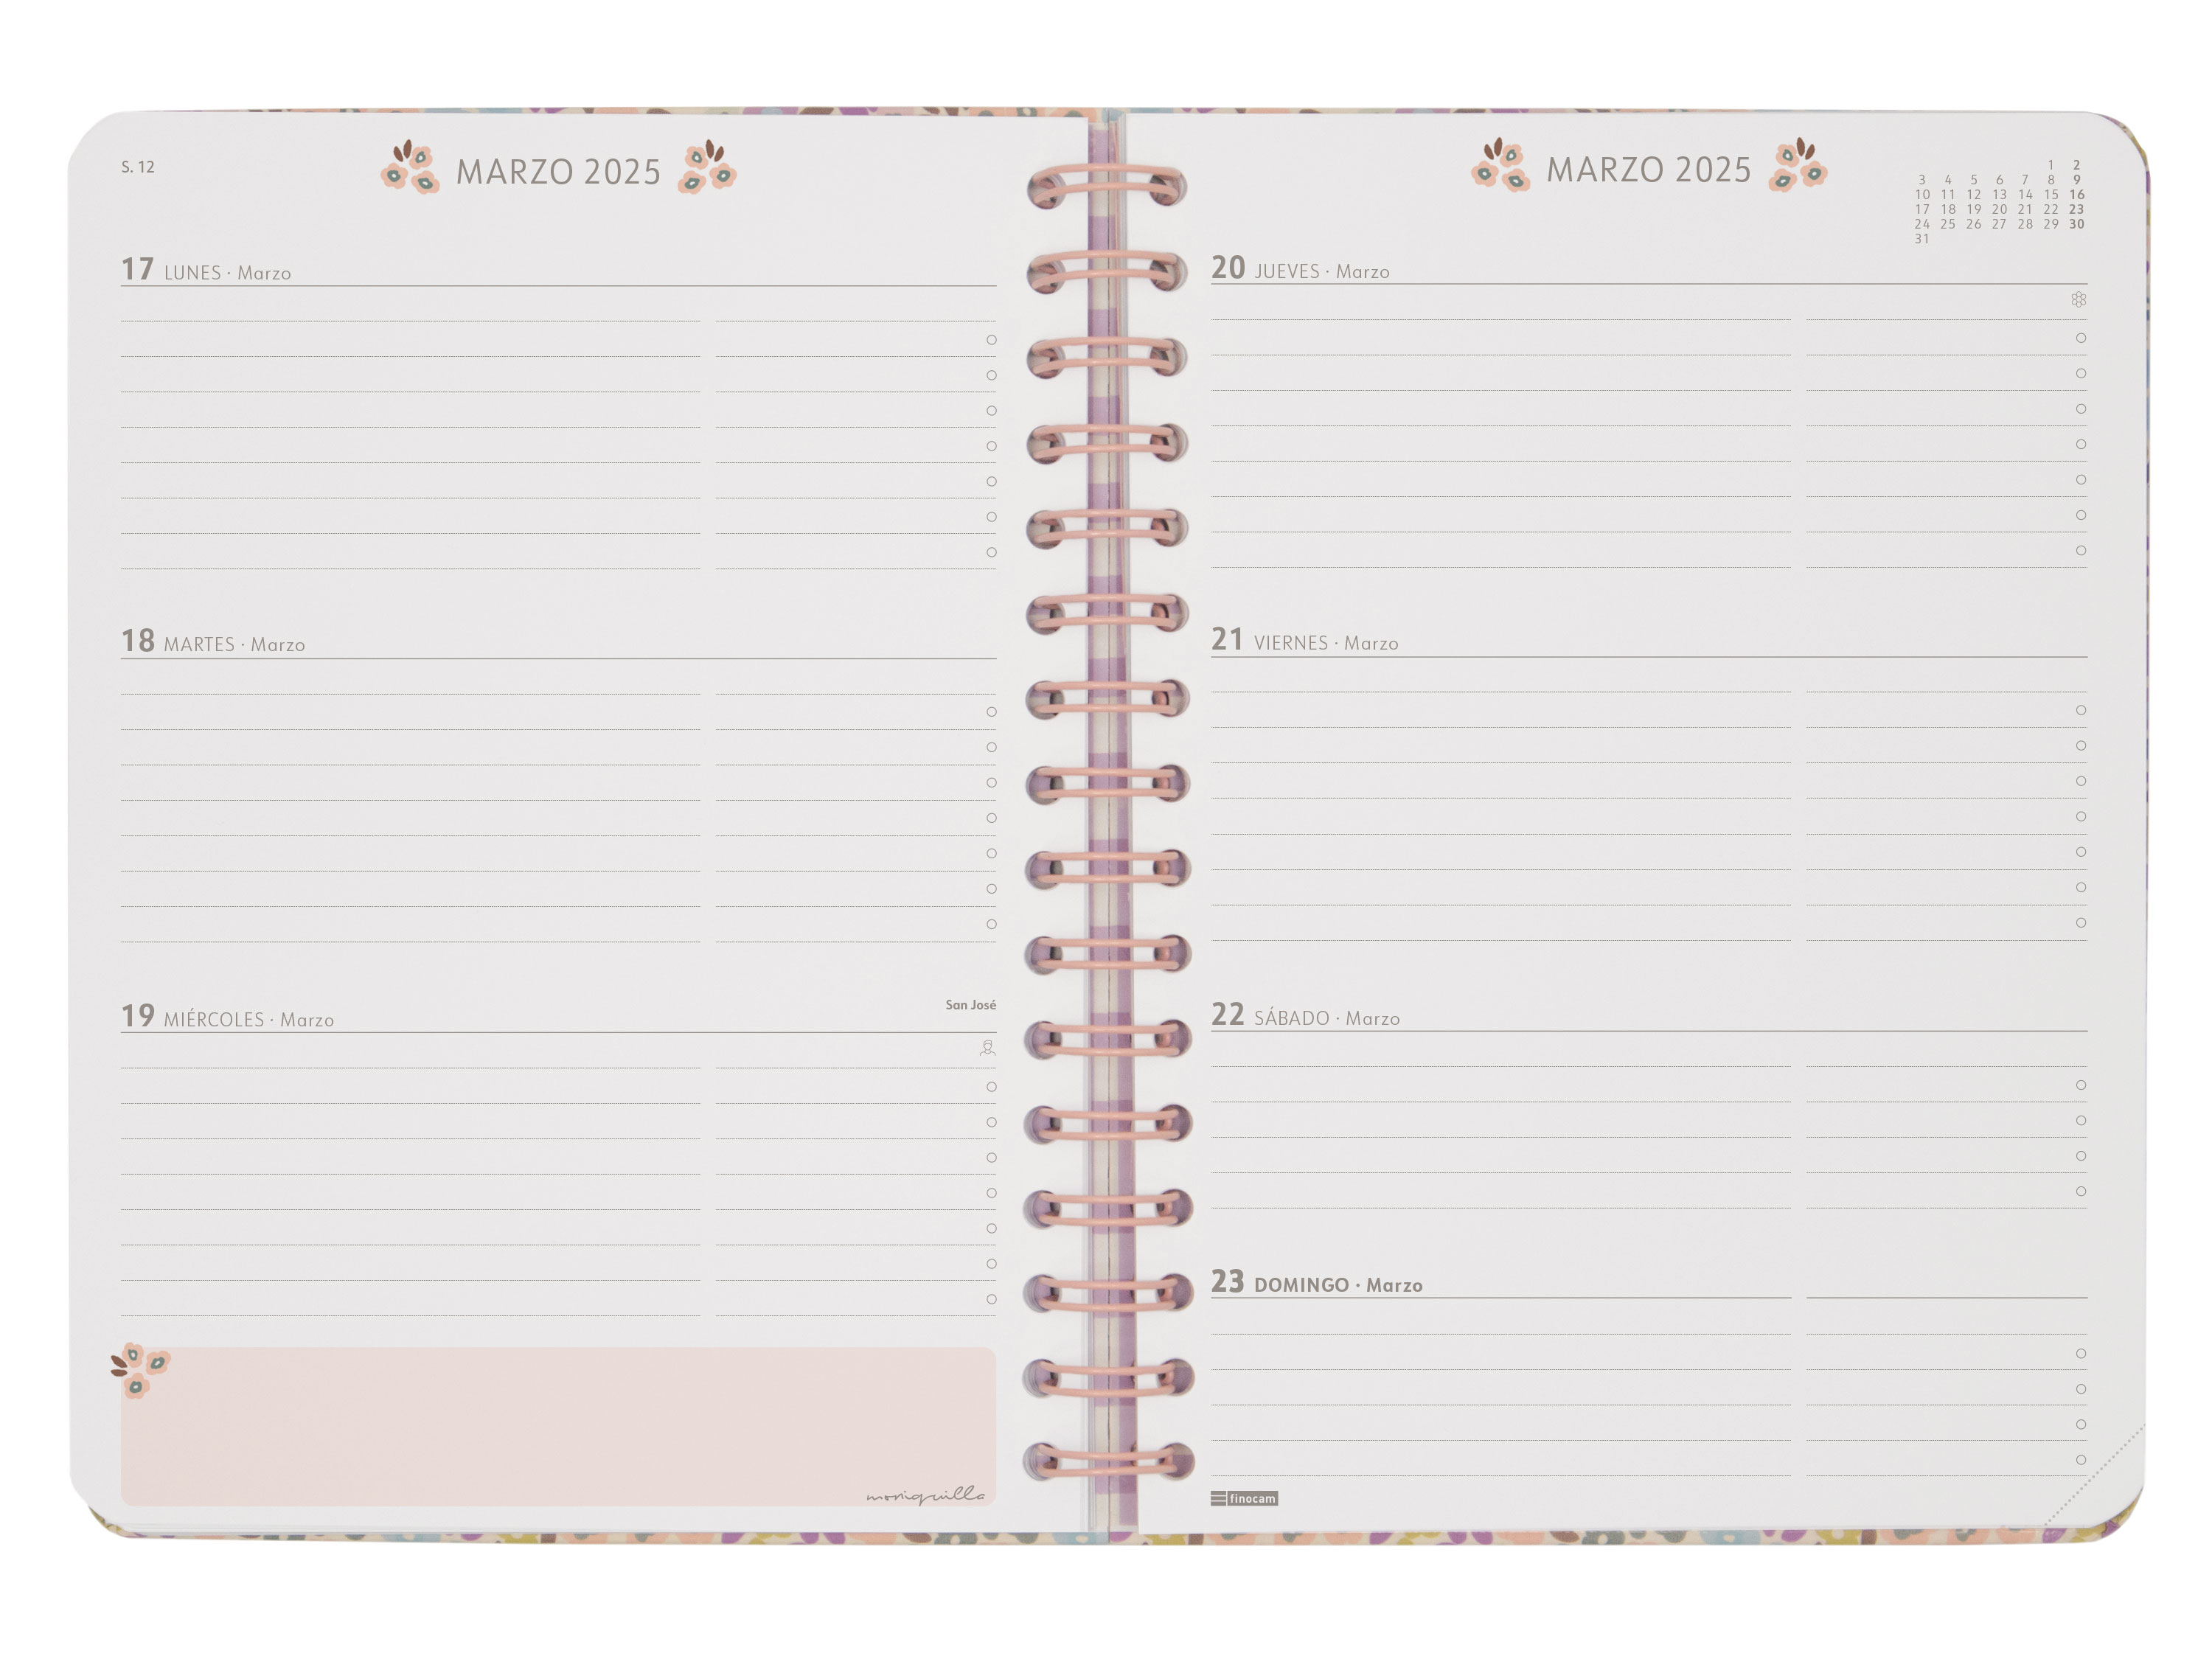 S. 12
MARZO 2025
17 LUNES · Marzo
18 MARTES · Marzo
San José
19 MIÉRCOLES · Marzo
moniquilla
MARZO 2025
1 2
3 4 5 6 7 8 9
10 11 12 13 14 15 16
17 18 19 20 21 22 23
24 25 26 27 28 29 30
31
20 JUEVES · Marzo
21 VIERNES · Marzo
22 SÁBADO · Marzo
23 DOMINGO · Marzo
finocam